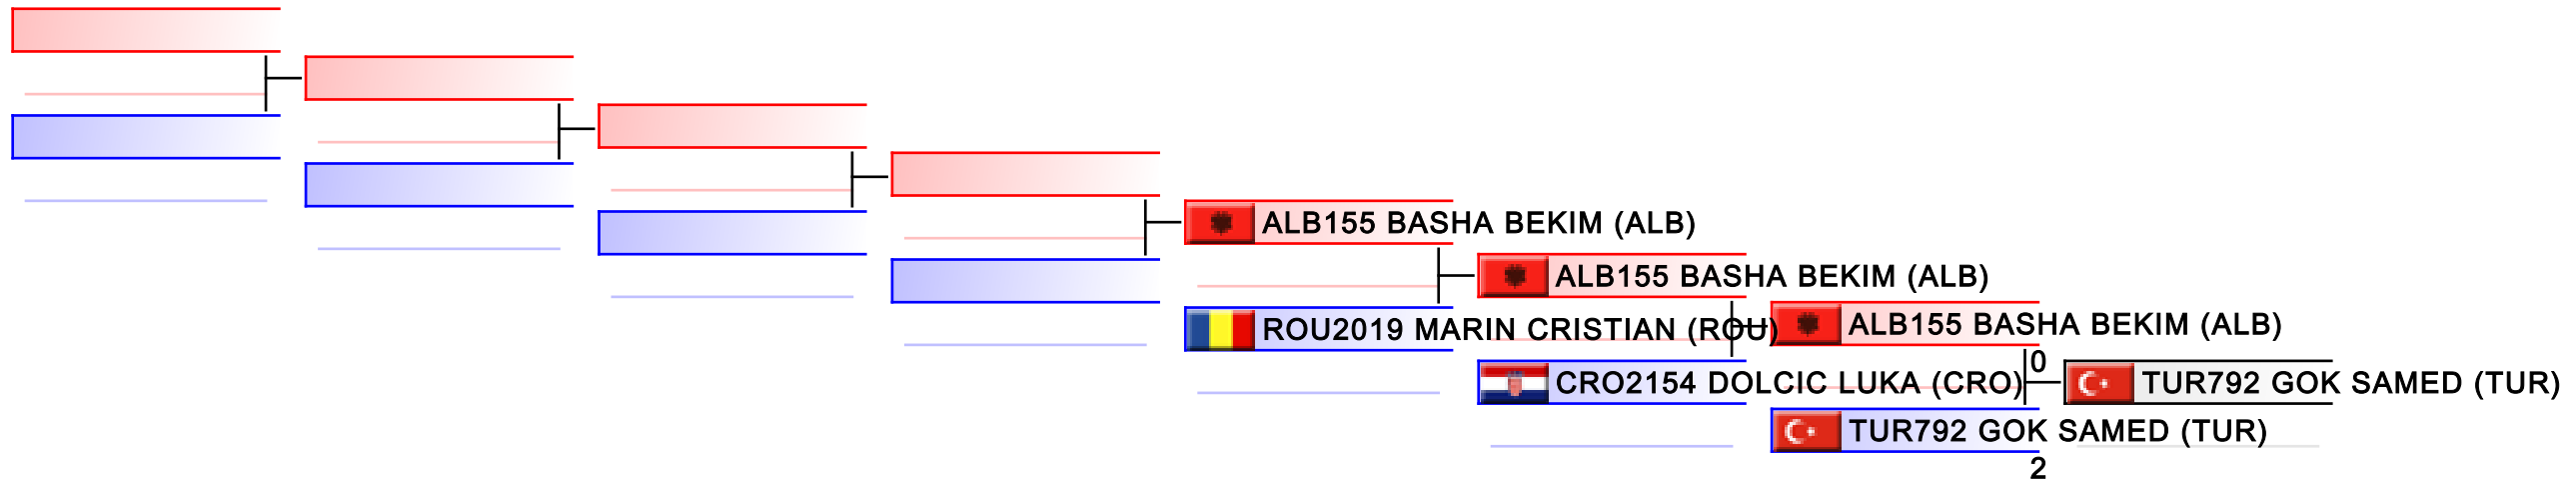 ALB155 BASHA BEKIM (ALB)
ROU2019 MARIN CRISTIAN (ROU)
ALB155 BASHA BEKIM (ALB)
CRO2154 DOLCIC LUKA (CRO)
ALB155 BASHA BEKIM (ALB)
0
TUR792 GOK SAMED (TUR)
2
TUR792 GOK SAMED (TUR)